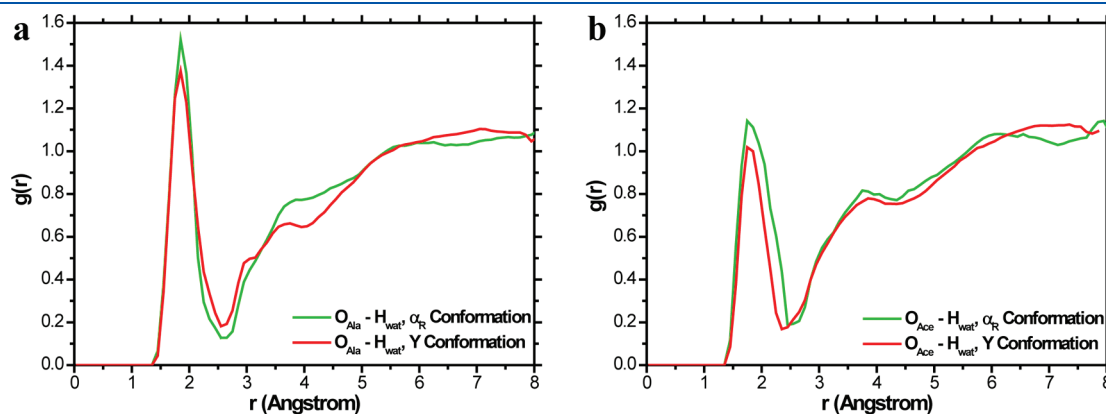 a
1.6
1.4
1.2
1.0
0.8
0.6
0.4
0.2
0.0
g(r)
0 1 2 3 4 5 6 7 8
r (Angstrom)
O_Ala - H_wat, α_R Conformation
O_Ala - H_wat, Y Conformation
b
1.6
1.4
1.2
1.0
0.8
0.6
0.4
0.2
0.0
g(r)
0 1 2 3 4 5 6 7 8
r (Angstrom)
O_Ace - H_wat, α_R Conformation
O_Ace - H_wat, Y Conformation